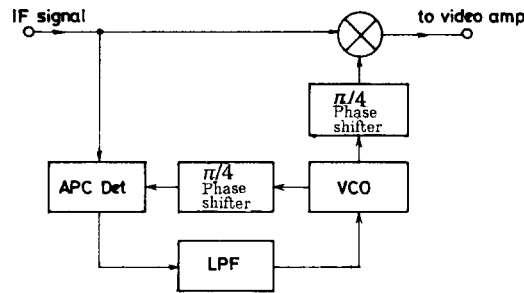 IF signal
to video amp
π/4
Phase
shifter
APC Det
π/4
Phase
shifter
VCO
LPF